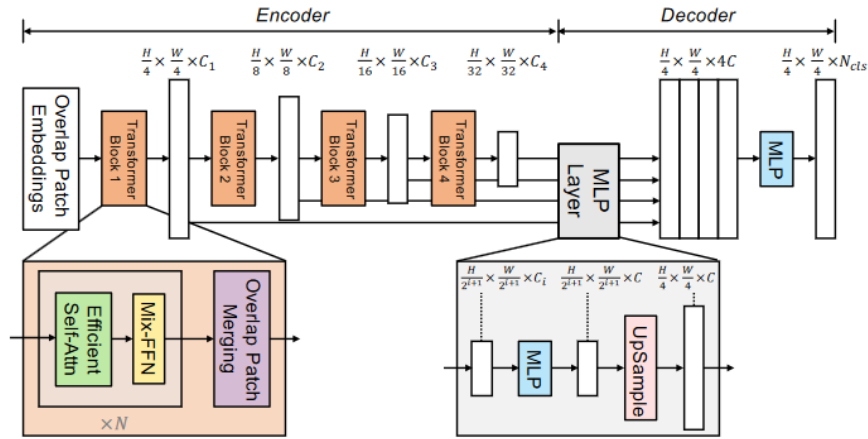 Encoder
Decoder
H/4 × W/4 × C₁
H/8 × W/8 × C₂
H/16 × W/16 × C₃
H/32 × W/32 × C₄
H/4 × W/4 × 4C
H/4 × W/4 × N_cls
Overlap Patch
Embeddings
Transformer
Block 1
Transformer
Block 2
Transformer
Block 3
Transformer
Block 4
MLP
Layer
MLP
Efficient
Self-Attn
Mix-FFN
Overlap Patch
Merging
×N
H/2^(i+1) × W/2^(i+1) × C_i
H/2^(i+1) × W/2^(i+1) × C
H/4 × W/4 × C
MLP
UpSample